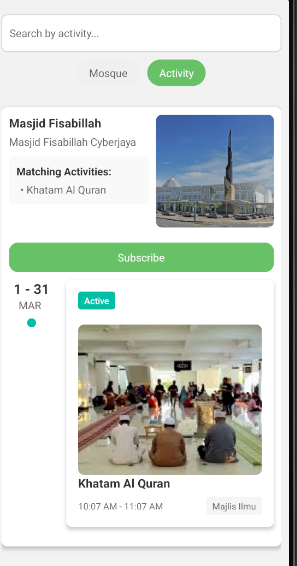 Search by activity...
Mosque
Activity
Masjid Fisabillah
Masjid Fisabillah Cyberjaya
Matching Activities:
• Khatam Al Quran
Subscribe
1 - 31
MAR
Active
Khatam Al Quran
10:07 AM - 11:07 AM
Majlis Ilmu